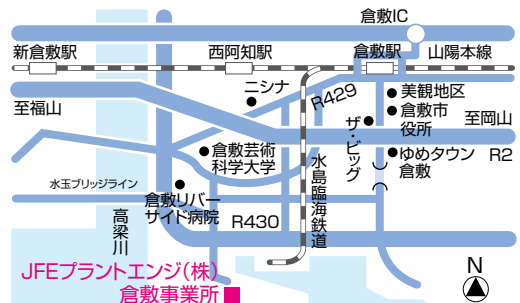 倉敷IC
新倉敷駅
西阿知駅
倉敷駅
山陽本線
ニシナ
R429
美観地区
倉敷市
役所
至福山
至岡山
ザ・ビッグ
倉敷芸術
科学大学
ゆめタウン
倉敷
R2
水島臨海鉄道
水玉ブリッジライン
倉敷リバー
サイド病院
高梁川
R430
JFEプラントエンジ(株)
倉敷事業所
N